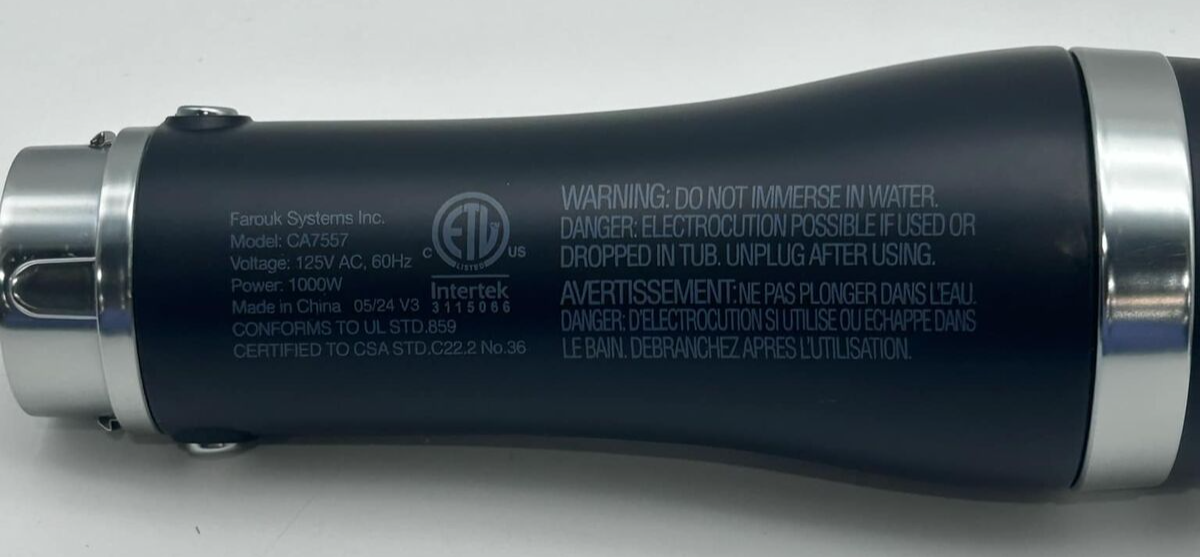 Farouk Systems Inc.
Model: CA7557
Voltage: 125V AC, 60Hz
Power: 1000W
Made in China 05/24 V3
CONFORMS TO UL STD.859
CERTIFIED TO CSA STD.C22.2 No.36
ETL
LISTED
C US
Intertek
3115066
WARNING: DO NOT IMMERSE IN WATER.
DANGER: ELECTROCUTION POSSIBLE IF USED OR
DROPPED IN TUB. UNPLUG AFTER USING.
AVERTISSEMENT: NE PAS PLONGER DANS L'EAU.
DANGER: D'ELECTROCUTION SI UTILISE OU ECHAPPE DANS
LE BAIN. DEBRANCHEZ APRES L'UTILISATION.